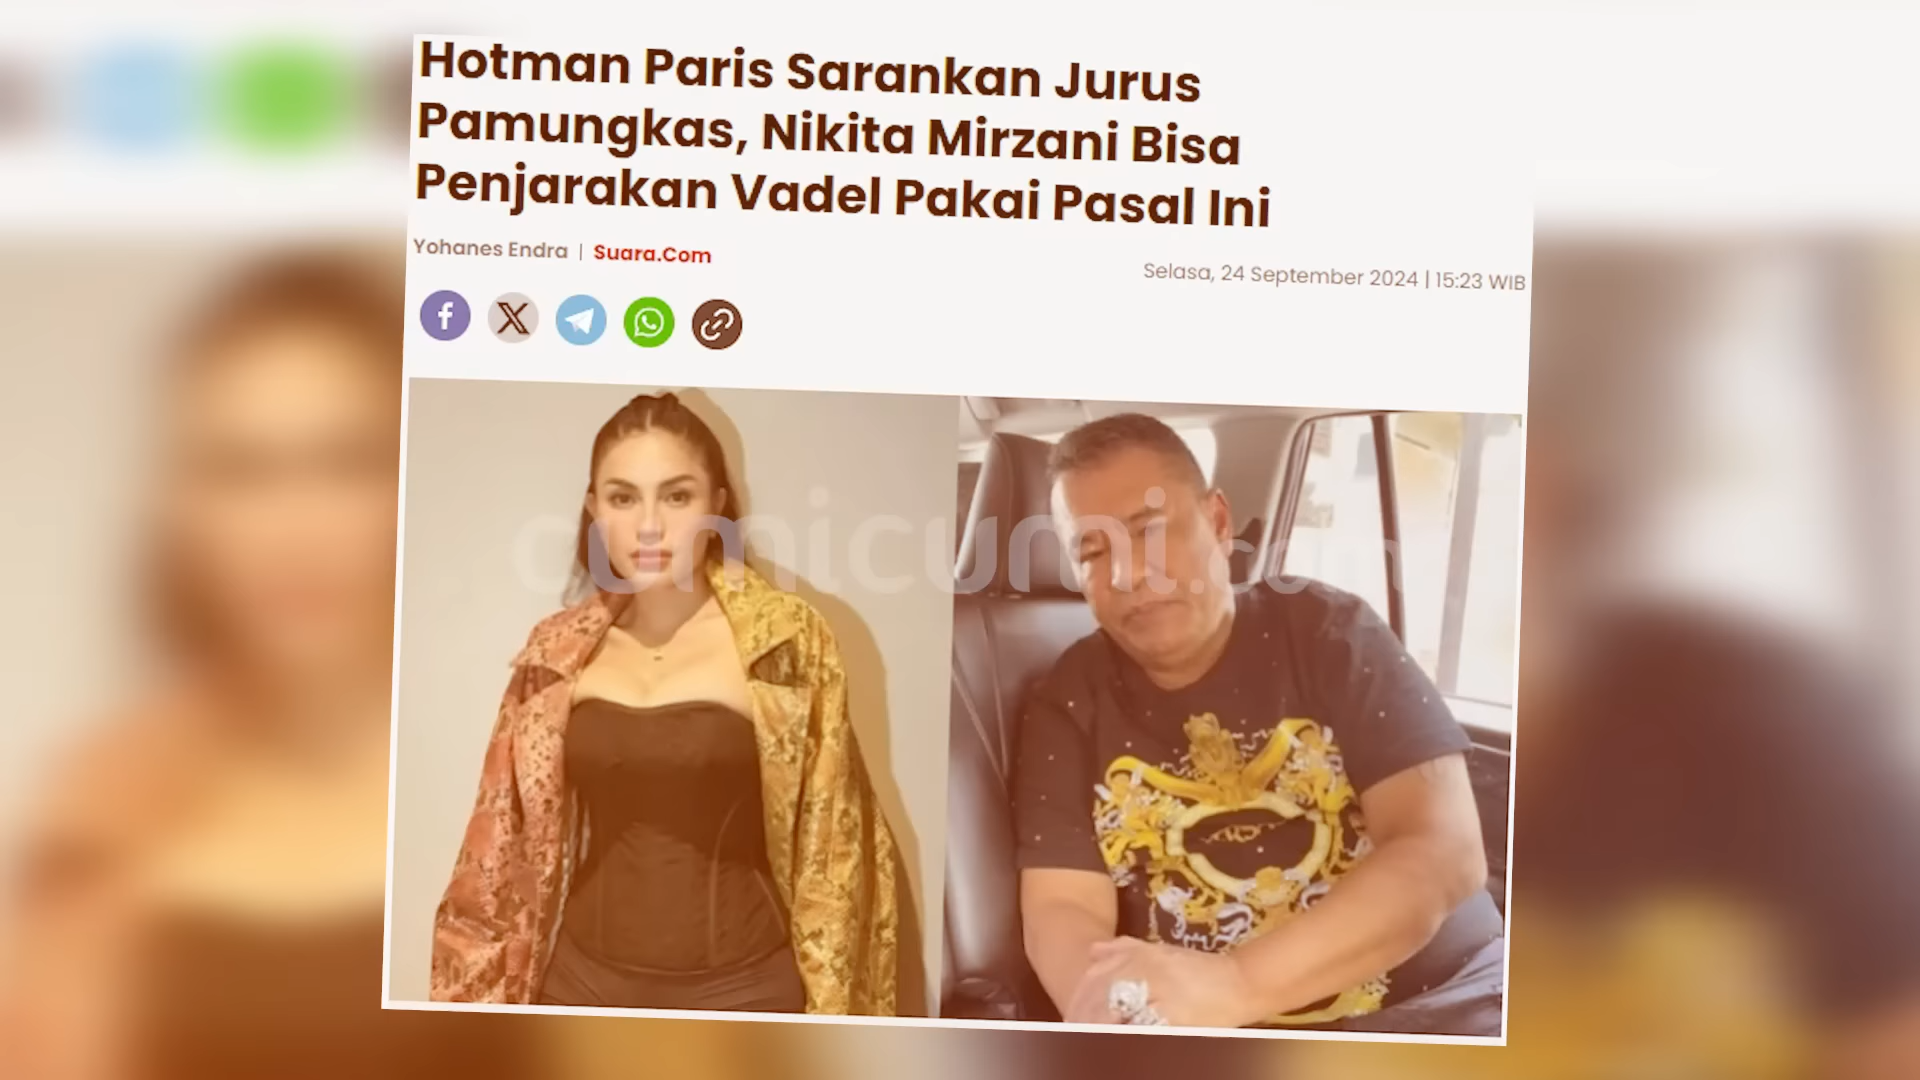 Hotman Paris Sarankan Jurus
Pamungkas, Nikita Mirzani Bisa
Penjarakan Vadel Pakai Pasal Ini
Yohanes Endra | Suara.Com
Selasa, 24 September 2024 | 15:23 WIB
cumicumi.com